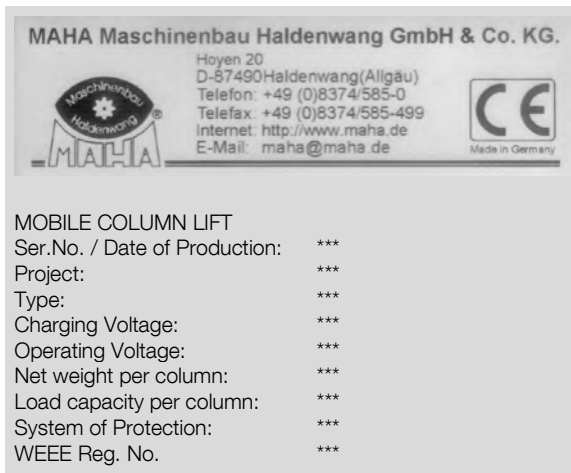 MAHA Maschinenbau Haldenwang GmbH & Co. KG.
Hoyen 20
D-87490Haldenwang(Allgäu)
Telefon: +49 (0)8374/585-0
Telefax: +49 (0)8374/585-499
Internet: http://www.maha.de
E-Mail: maha@maha.de
Maschinenbau
Haldenwang
®
MAHA
CE
Made in Germany
MOBILE COLUMN LIFT
Ser.No. / Date of Production: ***
Project: ***
Type: ***
Charging Voltage: ***
Operating Voltage: ***
Net weight per column: ***
Load capacity per column: ***
System of Protection: ***
WEEE Reg. No. ***